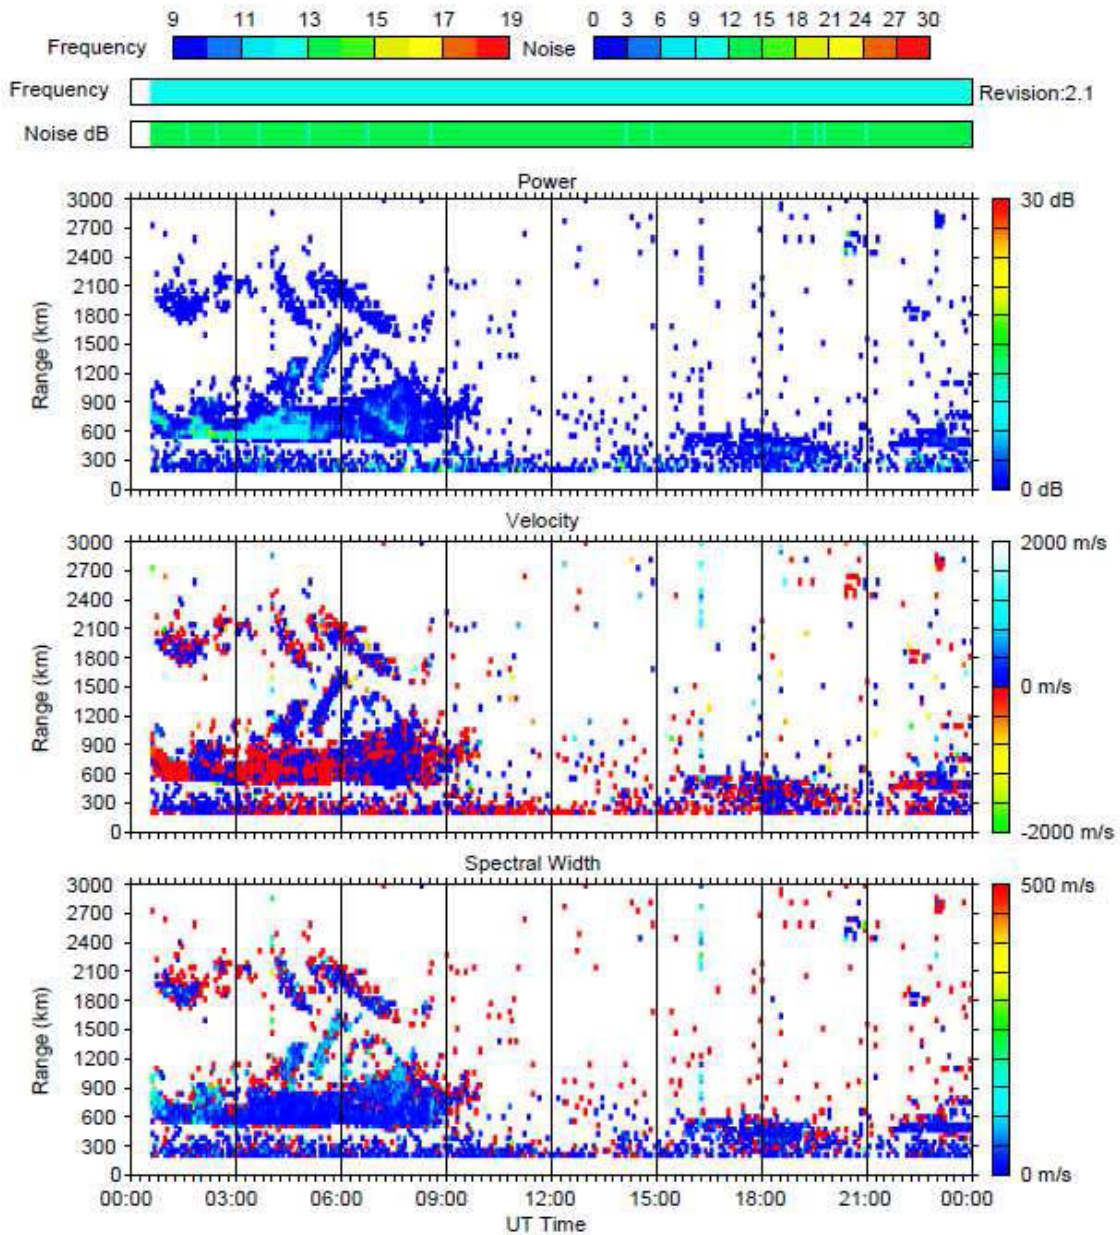 9 11 13 15 17 19 0 3 6 9 12 15 18 21 24 27 30
Frequency Noise
Frequency Revision:2.1
Noise dB
Power
3000 30 dB
2700
2400
2100
1800
1500
1200
900
600
300
0 0 dB
Range (km)
Velocity
3000 2000 m/s
2700
2400
2100
1800
1500 0 m/s
1200
900
600
300
0 -2000 m/s
Range (km)
Spectral Width
3000 500 m/s
2700
2400
2100
1800
1500
1200
900
600
300
0 0 m/s
Range (km)
00:00 03:00 06:00 09:00 12:00 15:00 18:00 21:00 00:00
UT Time